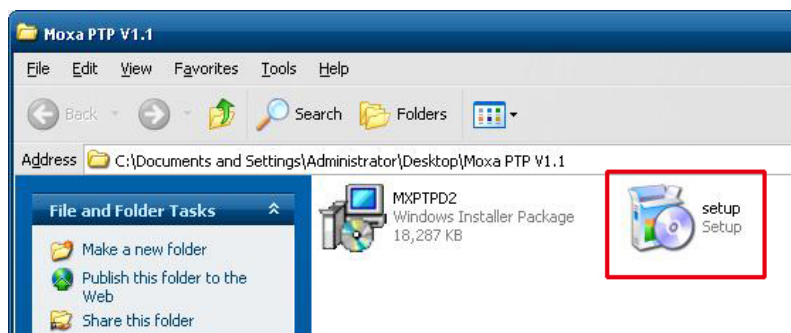 Moxa PTP V1.1
File Edit View Favorites Tools Help
Back Search Folders
Address C:\Documents and Settings\Administrator\Desktop\Moxa PTP V1.1
File and Folder Tasks
Make a new folder
Publish this folder to the
Web
Share this folder
MXPTPD2
Windows Installer Package
18,287 KB
setup
Setup